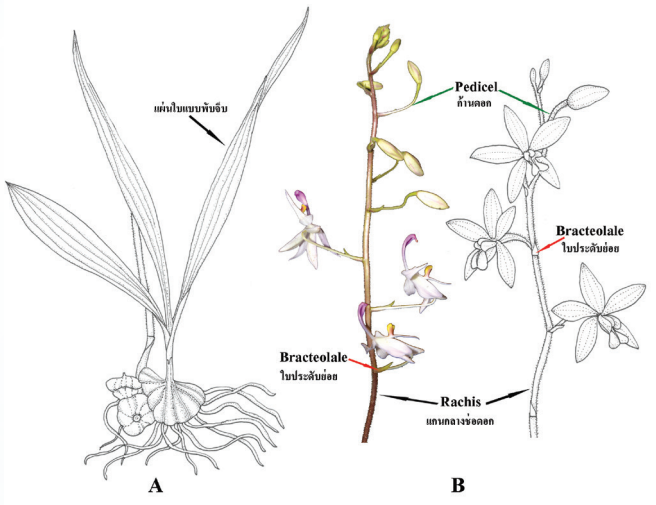 แผ่นใบแบบพับจีบ
Pedicel
ก้านดอก
Bracteolale
ใบประดับย่อย
Bracteolale
ใบประดับย่อย
Rachis
แกนกลางช่อดอก
A
B